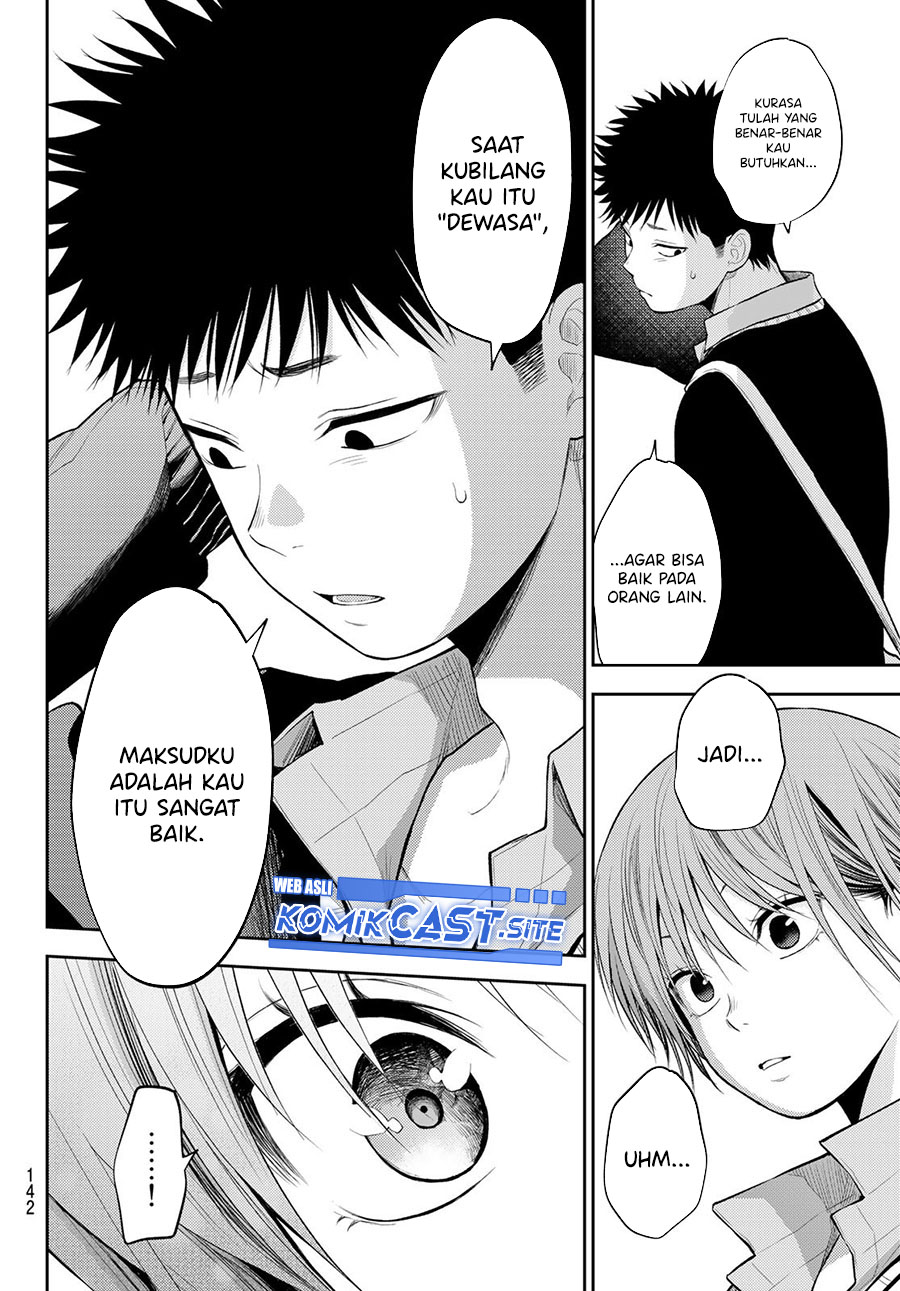 KURASA
TULAH YANG
BENAR-BENAR
KAU
BUTUHKAN...
...AGAR BISA
BAIK PADA
ORANG LAIN.
JADI...
UHM...
SAAT
KUBILANG
KAU ITU
"DEWASA",
MAKSUDKU
ADALAH KAU
ITU SANGAT
BAIK.
WEB ASLI
KOMIKCAST.SITE
........!
142